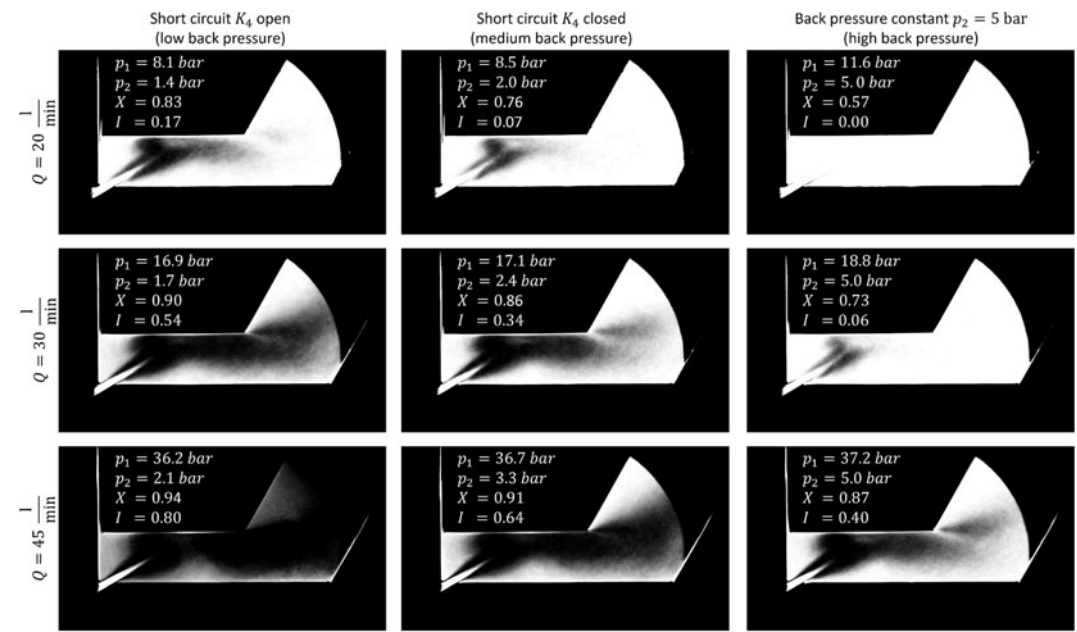 Short circuit K₄ open
(low back pressure)
Short circuit K₄ closed
(medium back pressure)
Back pressure constant p₂ = 5 bar
(high back pressure)
Q = 20 l/min
p₁ = 8.1 bar
p₂ = 1.4 bar
X = 0.83
I = 0.17
p₁ = 8.5 bar
p₂ = 2.0 bar
X = 0.76
I = 0.07
p₁ = 11.6 bar
p₂ = 5.0 bar
X = 0.57
I = 0.00
Q = 30 l/min
p₁ = 16.9 bar
p₂ = 1.7 bar
X = 0.90
I = 0.54
p₁ = 17.1 bar
p₂ = 2.4 bar
X = 0.86
I = 0.34
p₁ = 18.8 bar
p₂ = 5.0 bar
X = 0.73
I = 0.06
Q = 45 l/min
p₁ = 36.2 bar
p₂ = 2.1 bar
X = 0.94
I = 0.80
p₁ = 36.7 bar
p₂ = 3.3 bar
X = 0.91
I = 0.64
p₁ = 37.2 bar
p₂ = 5.0 bar
X = 0.87
I = 0.40